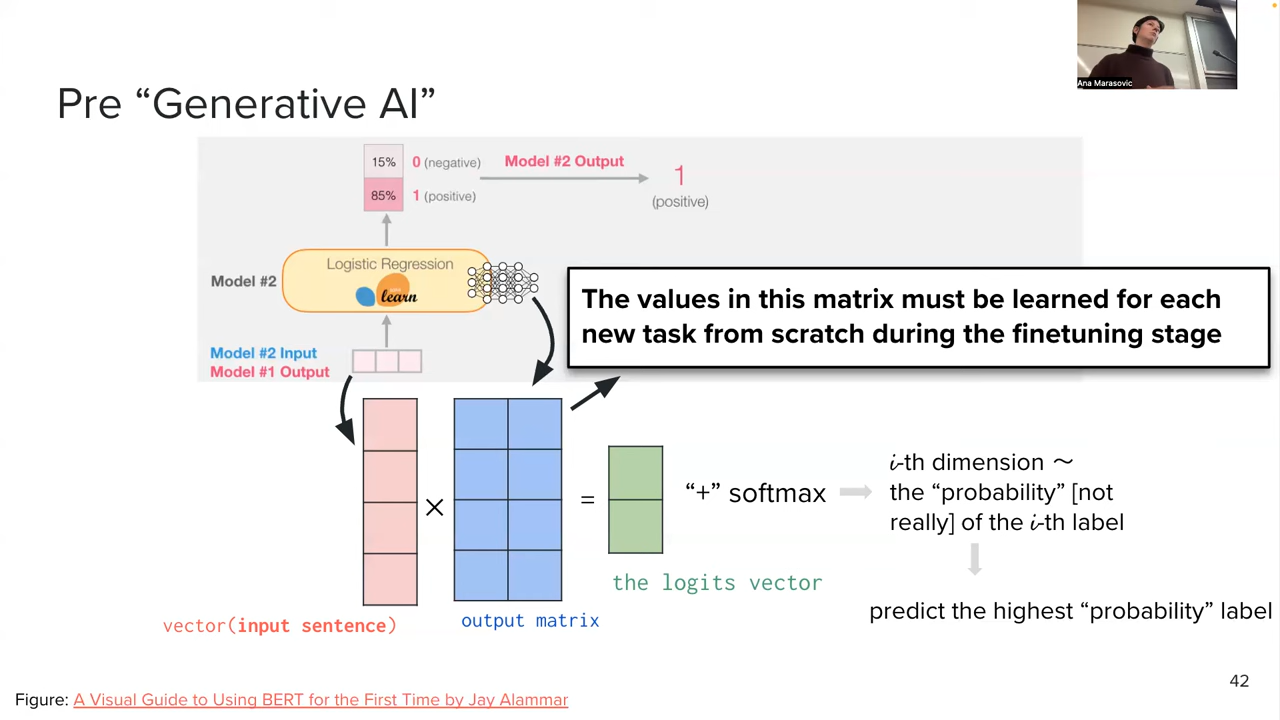 Ana Marasovic
Pre “Generative AI”
15%
0 (negative)
Model #2 Output
85%
1 (positive)
1
(positive)
Model #2
Logistic Regression
learn
Model #2 Input
Model #1 Output
The values in this matrix must be learned for each
new task from scratch during the finetuning stage
×
=
“+” softmax
i-th dimension ~
the “probability” [not
really] of the i-th label
the logits vector
vector(input sentence)
output matrix
predict the highest “probability” label
Figure: A Visual Guide to Using BERT for the First Time by Jay Alammar
42